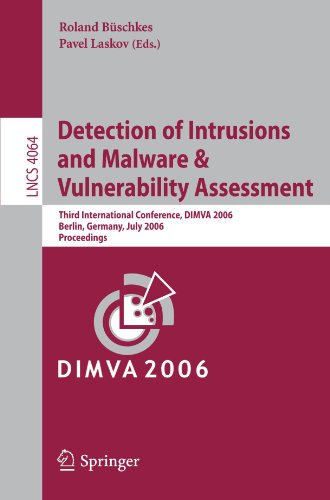 Roland Büschkes
Pavel Laskov (Eds.)
LNCS 4064
Detection of Intrusions
and Malware &
Vulnerability Assessment
Third International Conference, DIMVA 2006
Berlin, Germany, July 2006
Proceedings
DIMVA 2006
Springer